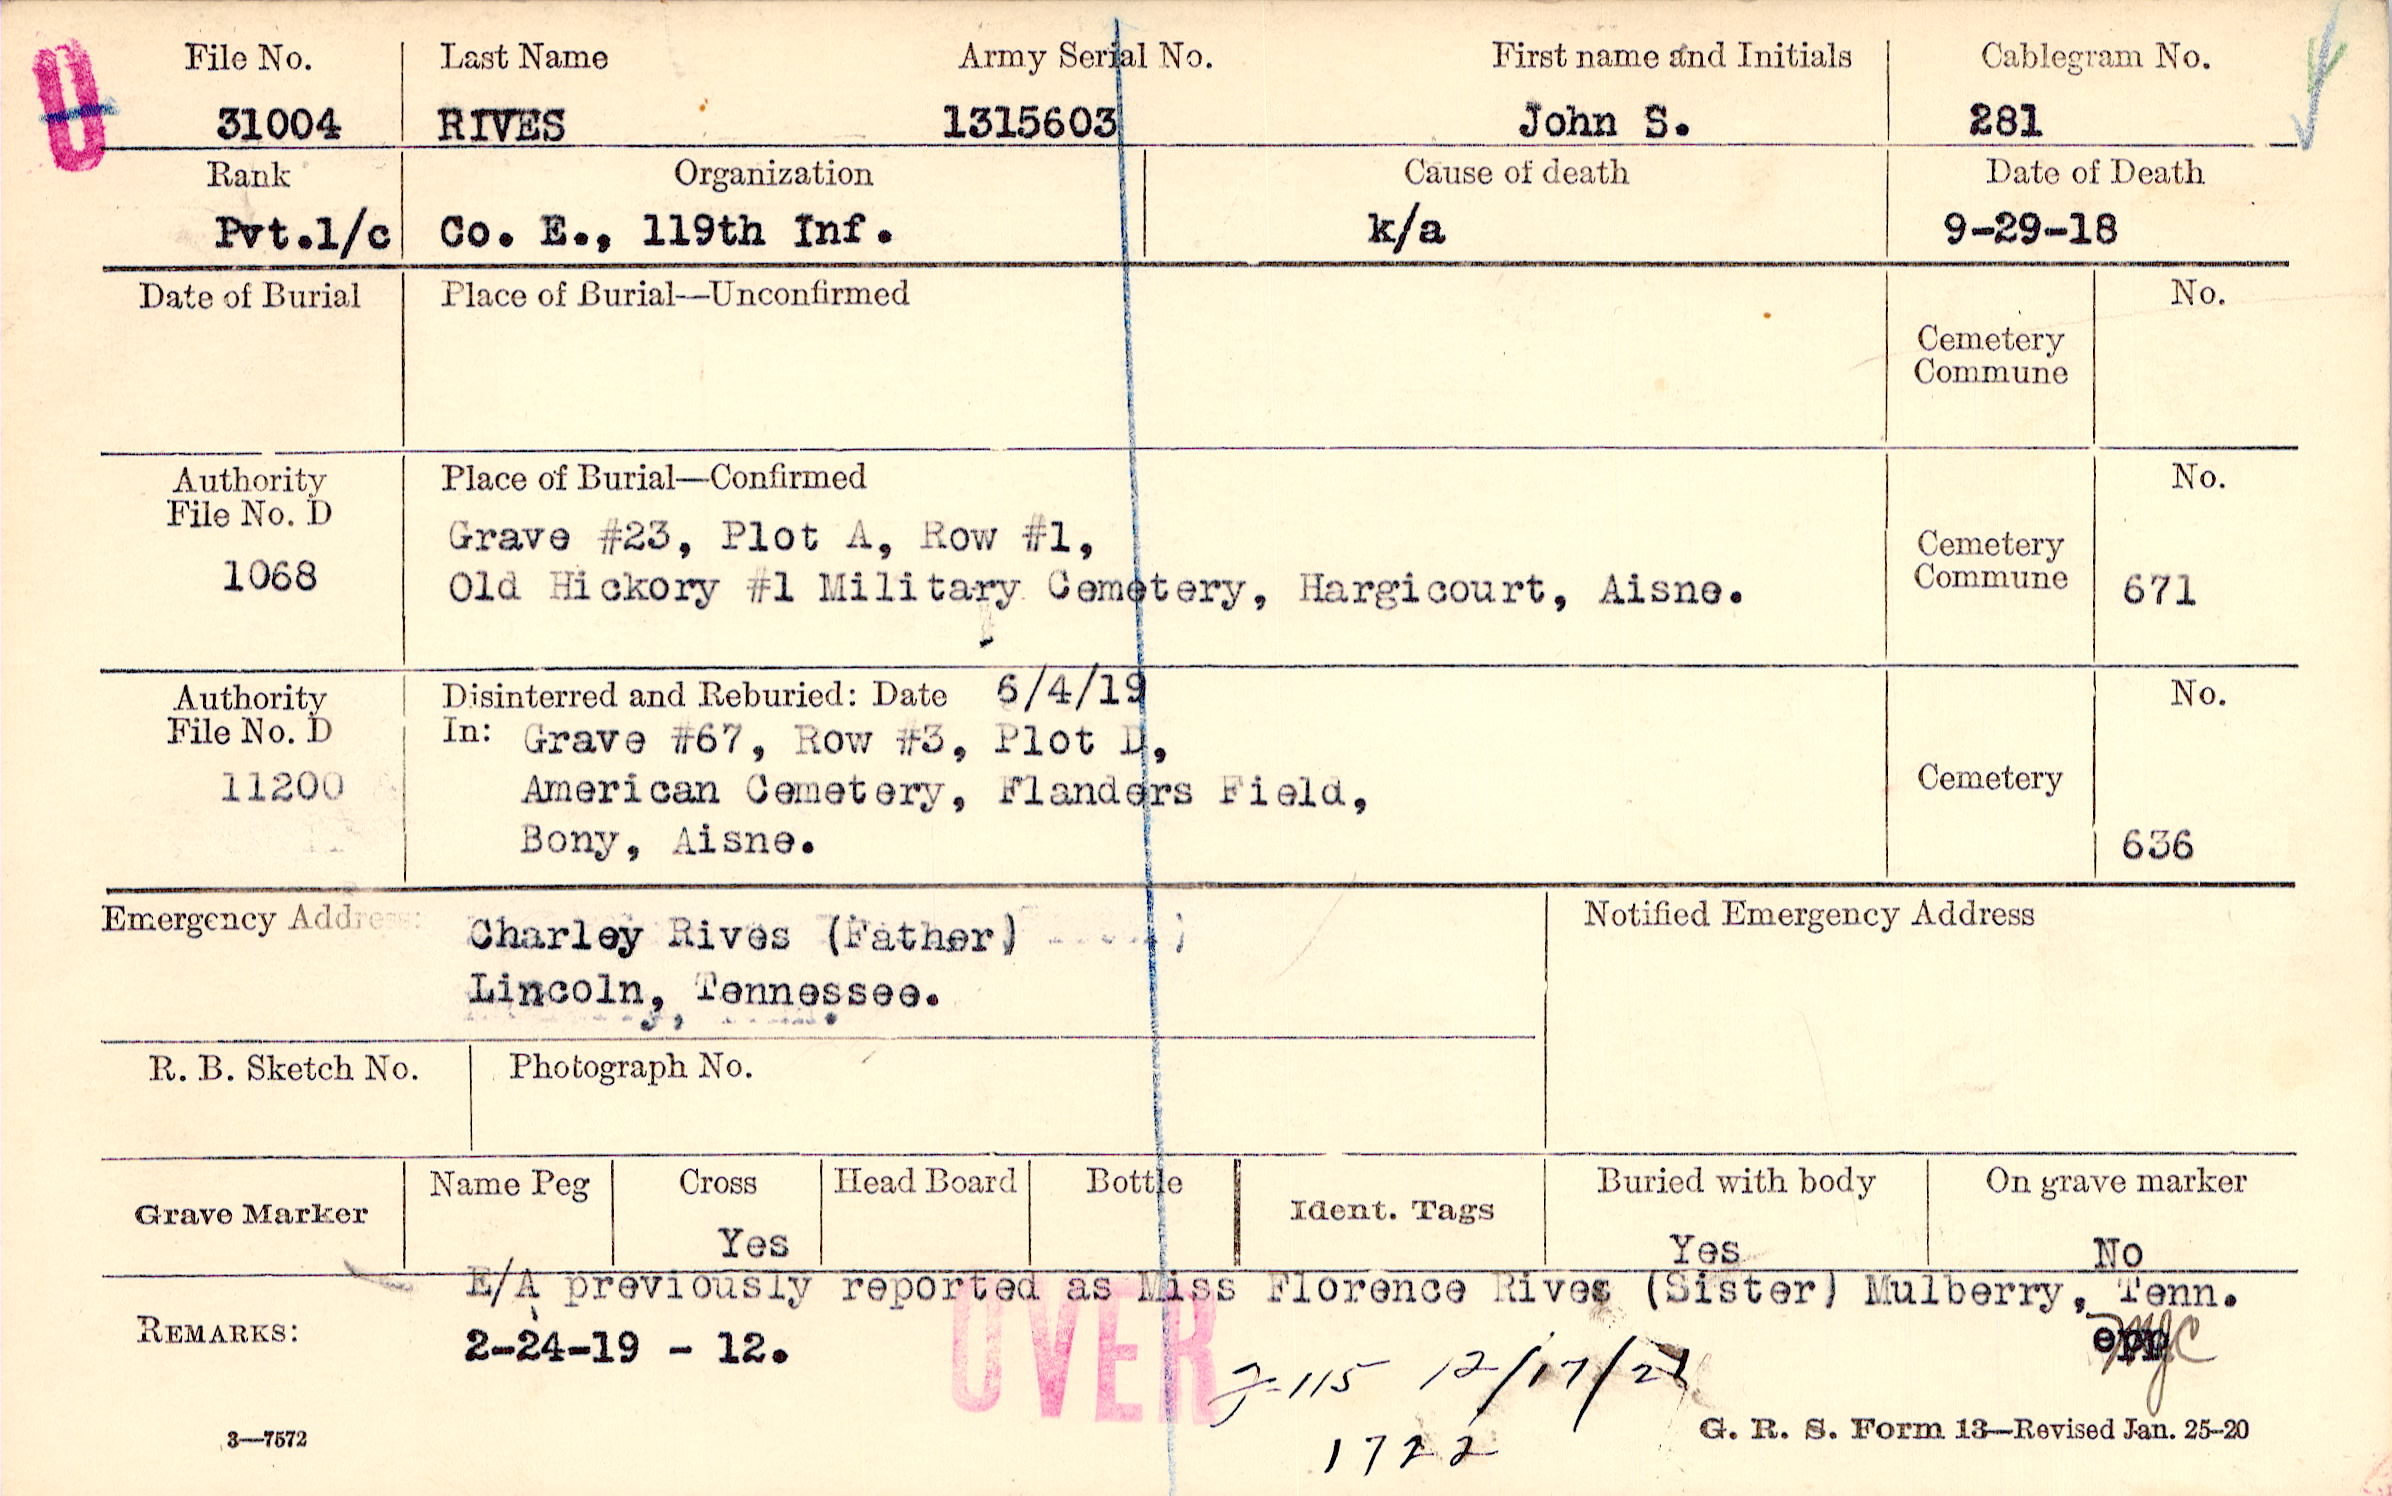 U
File No. Last Name Army Serial No. First name and Initials Cablegram No.
31004 RIVES 1315603 John S. 281
Rank Organization Cause of death Date of Death
Pvt.1/c Co. E., 119th Inf. k/a 9-29-18
Date of Burial Place of Burial—Unconfirmed No.
Cemetery
Commune
Authority Place of Burial—Confirmed No.
File No. D
Grave #23, Plot A, Row #1,
1068 Old Hickory #1 Military Cemetery, Hargicourt, Aisne. Cemetery
Commune 671
Authority Disinterred and Reburied: Date 6/4/19 No.
File No. D In: Grave #67, Row #3, Plot D,
11200 American Cemetery, Flanders Field, Cemetery
Bony, Aisne. 636
Emergency Address: Charley Rives (Father) Notified Emergency Address
Lincoln, Tennessee.
R. B. Sketch No. Photograph No.
Grave Marker Name Peg Cross Head Board Bottle Ident. Tags Buried with body On grave marker
Yes Yes No
E/A previously reported as Miss Florence Rives (Sister) Mulberry, Tenn.
REMARKS: 2-24-19 - 12. epp
OVER
115 12/17/21
1722
3—7572 G. R. S. Form 13—Revised Jan. 25-20